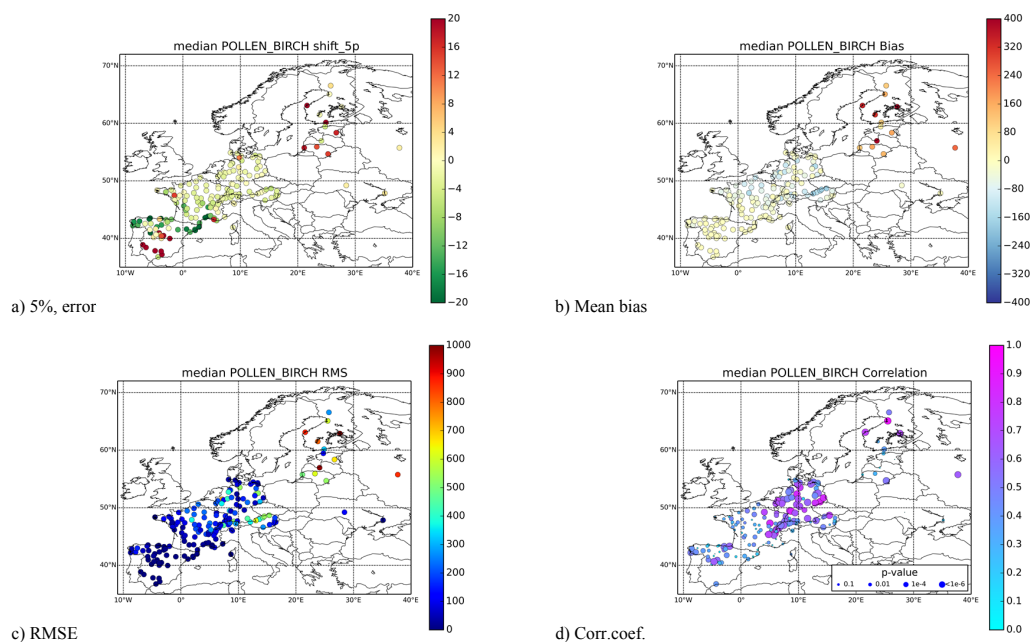 median POLLEN_BIRCH shift_5p
70°N
60°N
50°N
40°N
10°W 0° 10°E 20°E 30°E 40°E
20
16
12
8
4
0
−4
−8
−12
−16
−20
a) 5%, error
median POLLEN_BIRCH Bias
70°N
60°N
50°N
40°N
10°W 0° 10°E 20°E 30°E 40°E
400
320
240
160
80
0
−80
−160
−240
−320
−400
b) Mean bias
median POLLEN_BIRCH RMS
70°N
60°N
50°N
40°N
10°W 0° 10°E 20°E 30°E 40°E
1000
900
800
700
600
500
400
300
200
100
0
c) RMSE
median POLLEN_BIRCH Correlation
70°N
60°N
50°N
40°N
10°W 0° 10°E 20°E 30°E 40°E
p-value
0.1 0.01 1e-4 <1e-6
1.0
0.9
0.8
0.7
0.6
0.5
0.4
0.3
0.2
0.1
0.0
d) Corr.coef.